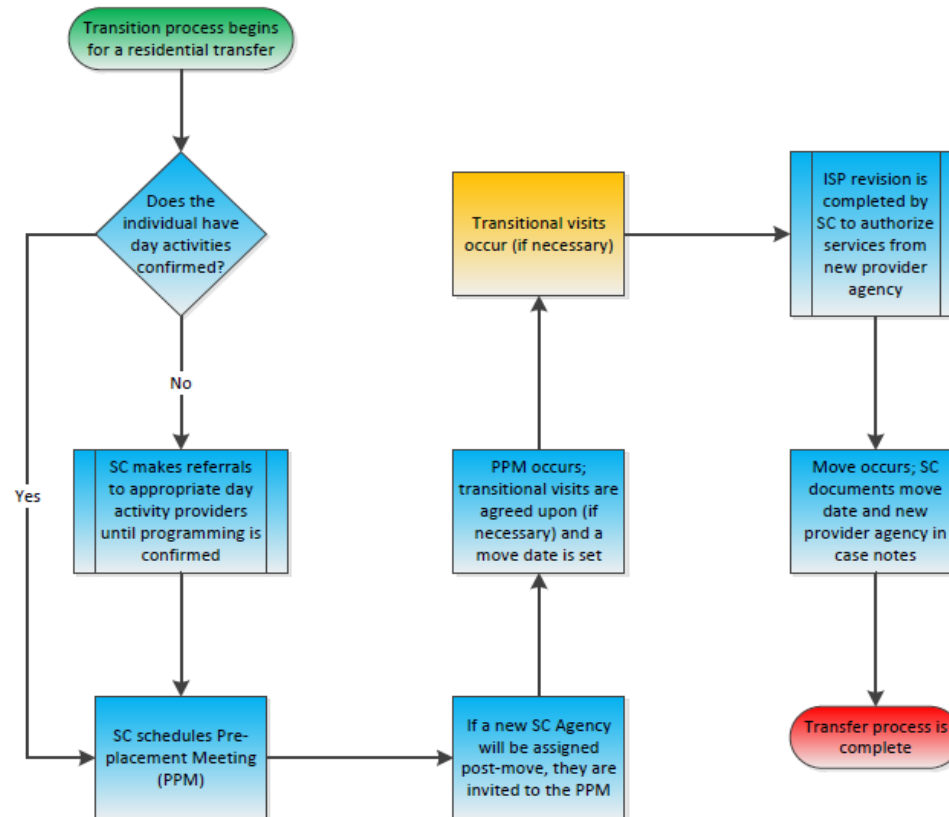 Transition process begins
for a residential transfer
Does the
individual have
day activities
confirmed?
No
Yes
SC makes referrals
to appropriate day
activity providers
until programming is
confirmed
SC schedules Pre-
placement Meeting
(PPM)
If a new SC Agency
will be assigned
post-move, they are
invited to the PPM
PPM occurs;
transitional visits are
agreed upon (if
necessary) and a
move date is set
Transitional visits
occur (if necessary)
ISP revision is
completed by
SC to authorize
services from
new provider
agency
Move occurs; SC
documents move
date and new
provider agency in
case notes
Transfer process is
complete